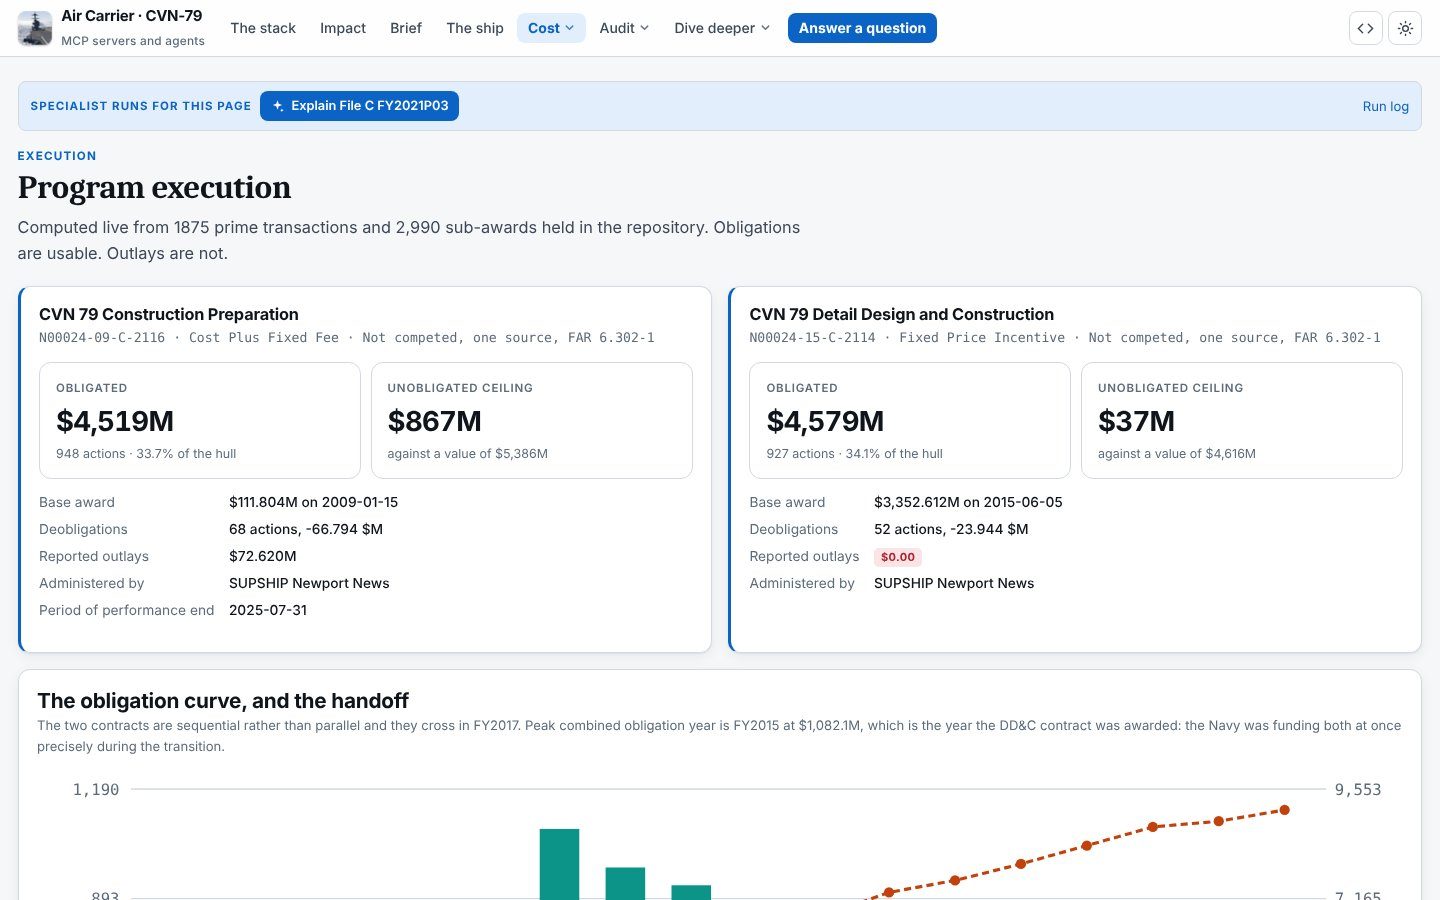 Air Carrier · CVN-79
MCP servers and agents
The stack
Impact
Brief
The ship
Cost
Audit
Dive deeper
Answer a question
SPECIALIST RUNS FOR THIS PAGE
Explain File C FY2021P03
Run log
EXECUTION
Program execution
Computed live from 1875 prime transactions and 2,990 sub-awards held in the repository. Obligations
are usable. Outlays are not.
CVN 79 Construction Preparation
N00024-09-C-2116 · Cost Plus Fixed Fee · Not competed, one source, FAR 6.302-1
OBLIGATED
$4,519M
948 actions · 33.7% of the hull
UNOBLIGATED CEILING
$867M
against a value of $5,386M
Base award $111.804M on 2009-01-15
Deobligations 68 actions, -66.794 $M
Reported outlays $72.620M
Administered by SUPSHIP Newport News
Period of performance end 2025-07-31
CVN 79 Detail Design and Construction
N00024-15-C-2114 · Fixed Price Incentive · Not competed, one source, FAR 6.302-1
OBLIGATED
$4,579M
927 actions · 34.1% of the hull
UNOBLIGATED CEILING
$37M
against a value of $4,616M
Base award $3,352.612M on 2015-06-05
Deobligations 52 actions, -23.944 $M
Reported outlays $0.00
Administered by SUPSHIP Newport News
The obligation curve, and the handoff
The two contracts are sequential rather than parallel and they cross in FY2017. Peak combined obligation year is FY2015 at $1,082.1M, which is the year the DD&C contract was awarded: the Navy was funding both at once
precisely during the transition.
1,190
9,553
893
7,165